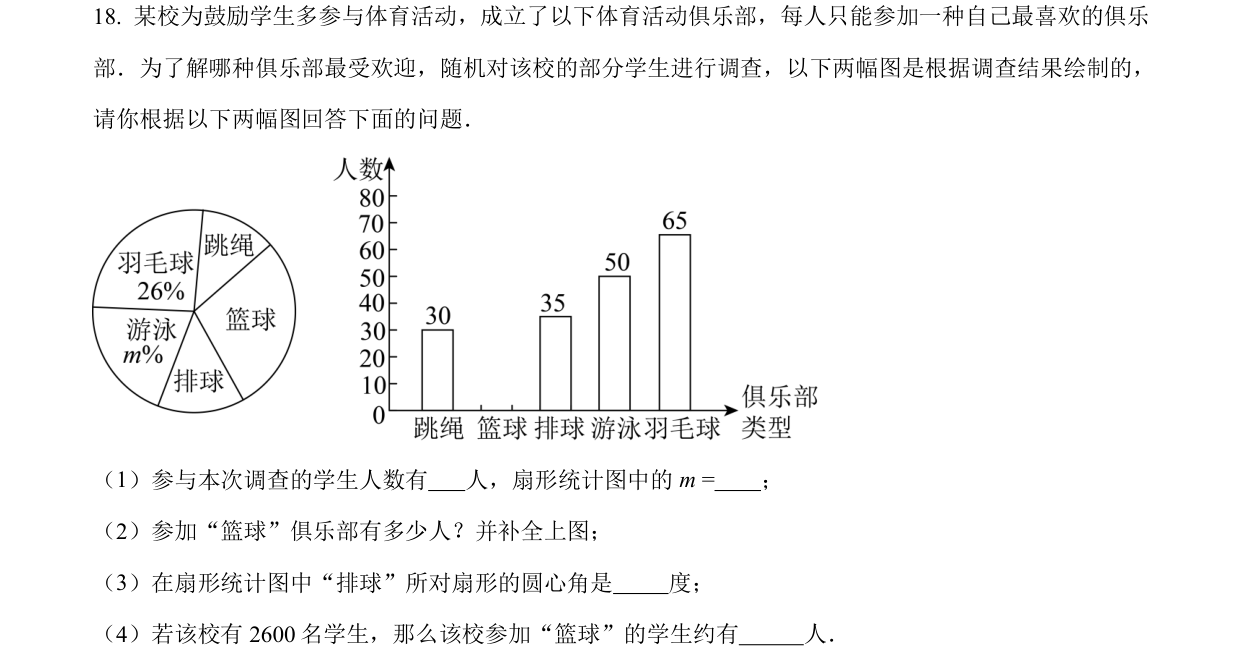 18. 某校为鼓励学生多参与体育活动，成立了以下体育活动俱乐部，每人只能参加一种自己最喜欢的俱乐
部．为了解哪种俱乐部最受欢迎，随机对该校的部分学生进行调查，以下两幅图是根据调查结果绘制的，
请你根据以下两幅图回答下面的问题．
羽毛球
26%
跳绳
篮球
游泳
m%
排球
人数
80
70
60
50
40
30
20
10
0
30
35
50
65
跳绳 篮球 排球 游泳 羽毛球
俱乐部
类型
（1）参与本次调查的学生人数有___人，扇形统计图中的 m =____；
（2）参加“篮球”俱乐部有多少人？并补全上图；
（3）在扇形统计图中“排球”所对扇形的圆心角是_____度；
（4）若该校有 2600 名学生，那么该校参加“篮球”的学生约有______人．